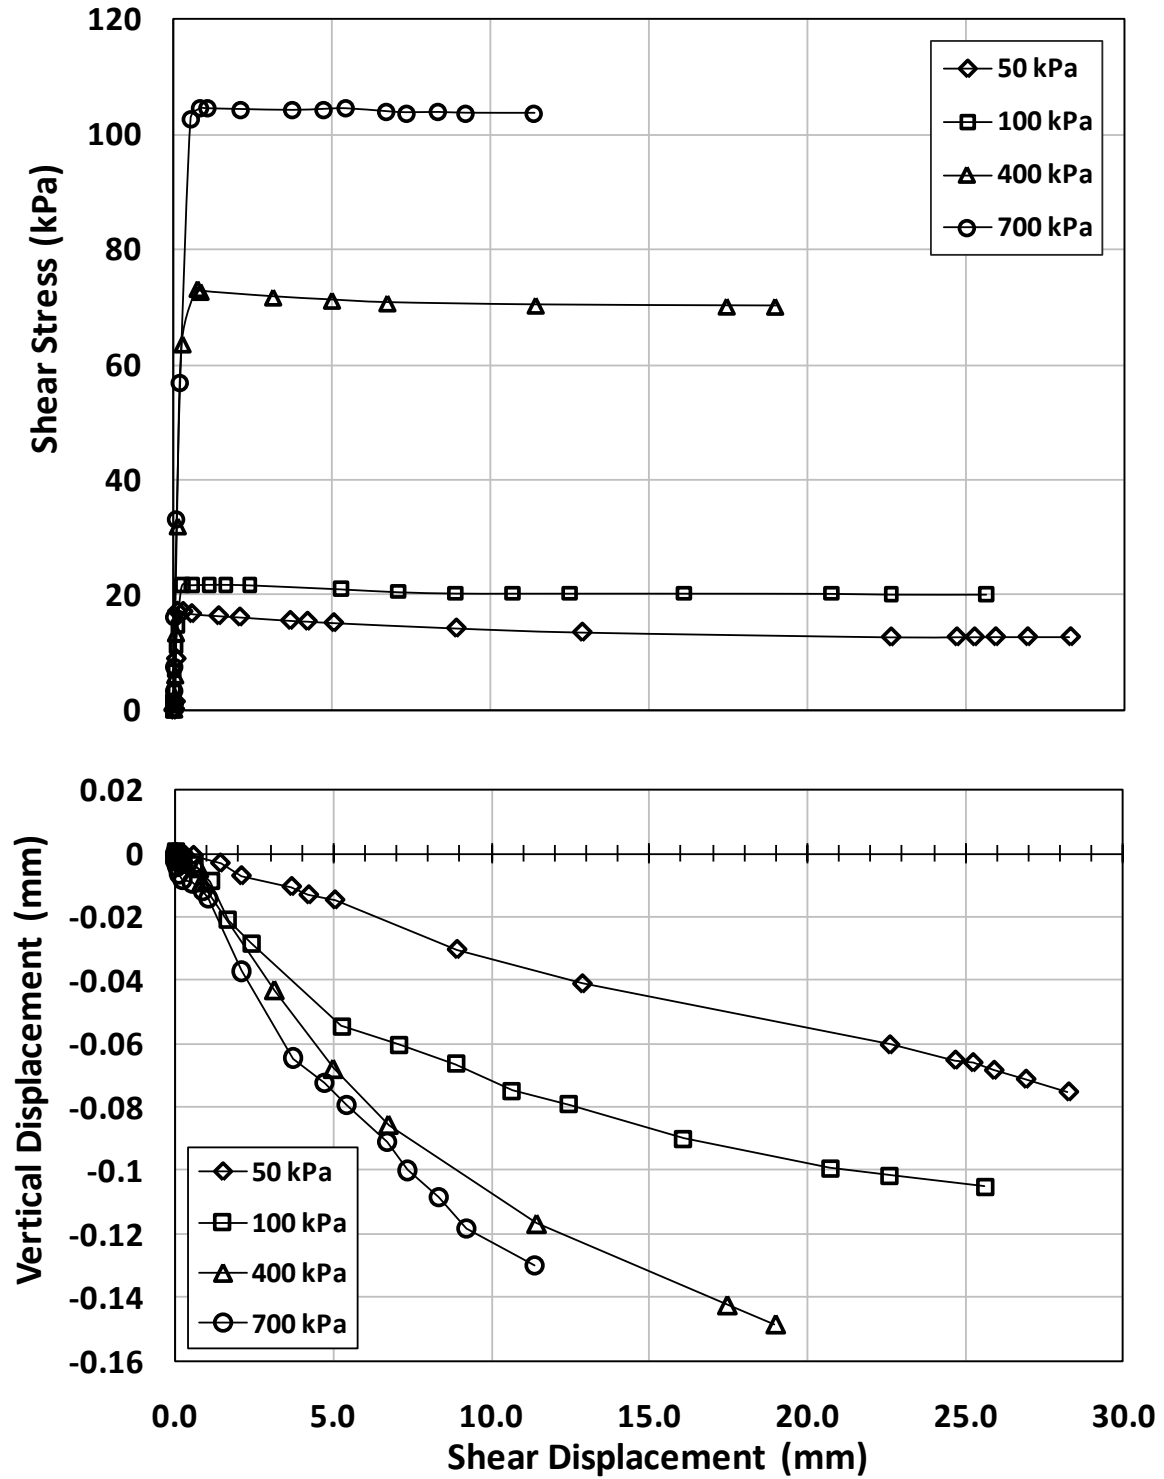 120
100
80
60
40
20
0
Shear Stress (kPa)
50 kPa
100 kPa
400 kPa
700 kPa
0.02
0
-0.02
-0.04
-0.06
-0.08
-0.1
-0.12
-0.14
-0.16
Vertical Displacement (mm)
50 kPa
100 kPa
400 kPa
700 kPa
0.0 5.0 10.0 15.0 20.0 25.0 30.0
Shear Displacement (mm)